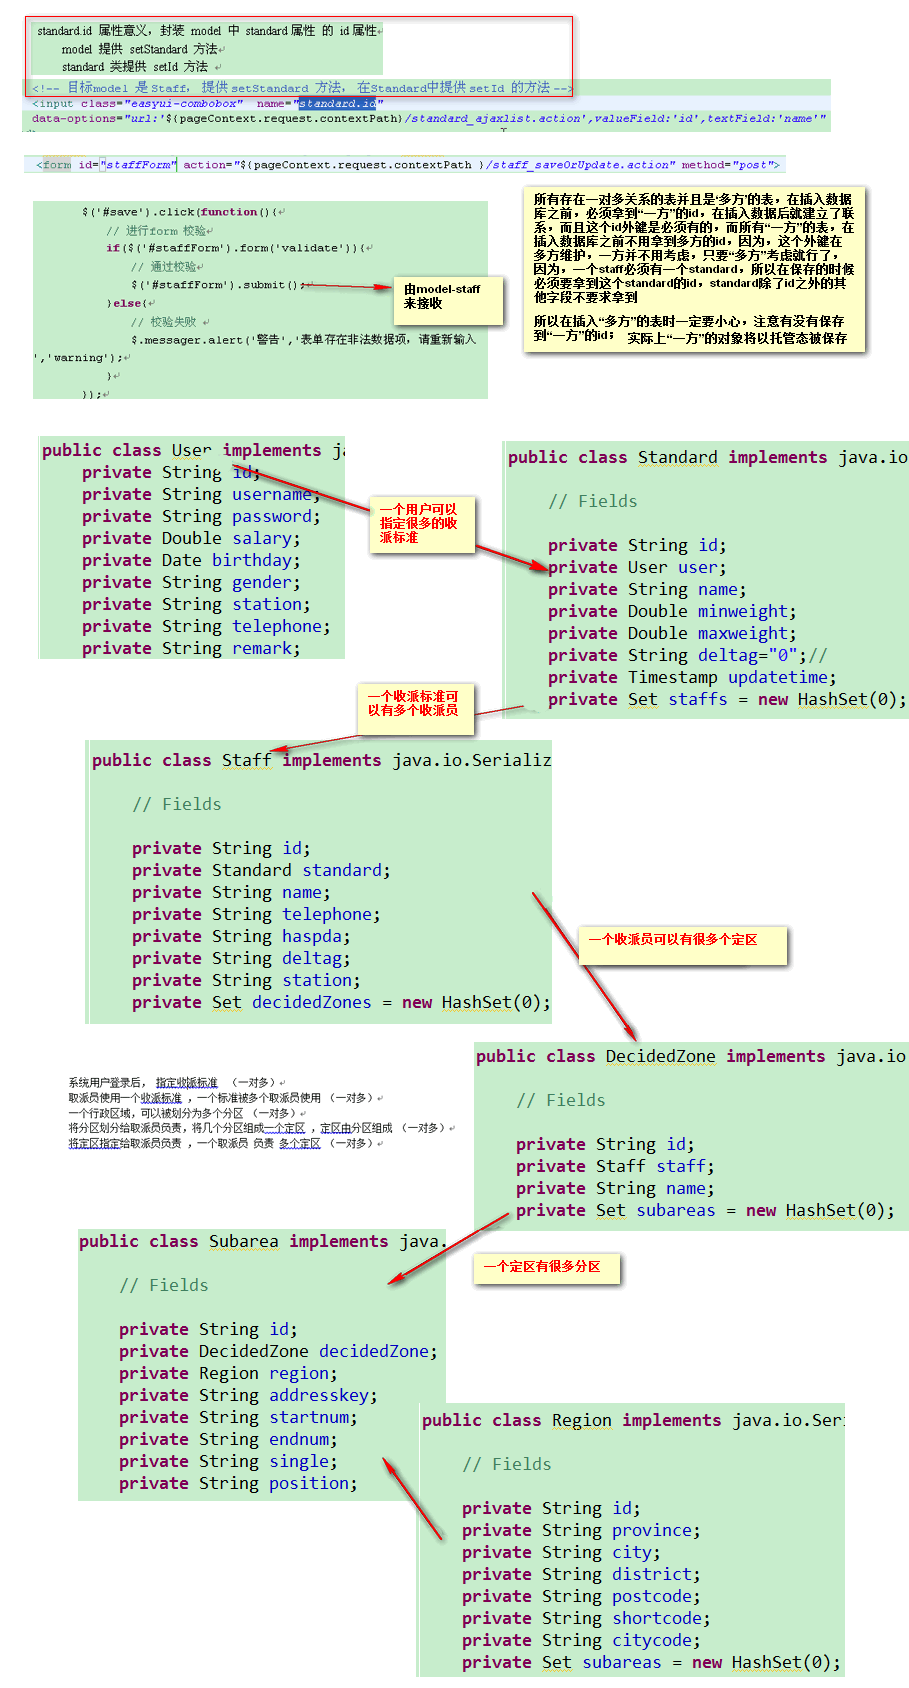 standard.id 属性意义，封装 model 中 standard 属性 的 id 属性
model 提供 setStandard 方法
standard 类提供 setId 方法
<!-- 目标model 是 Staff， 提供 setStandard 方法， 在Standard中提供 setId 的方法 -->
<input class="easyui-combobox" name="standard.id"
data-options="url:'${pageContext.request.contextPath}/standard_ajaxlist.action',valueField:'id',textField:'name'"
<form id="staffForm" action="${pageContext.request.contextPath }/staff_saveOrUpdate.action" method="post">
$('#save').click(function(){
// 进行form 校验
if($('#staffForm').form('validate')){
// 通过校验
$('#staffForm').submit();
}else{
// 校验失败
$.messager.alert('警告','表单存在非法数据项，请重新输入
','warning');
}
});
由model-staff
来接收
所有存在一对多关系的表并且是“多方”的表，在插入数据
库之前，必须拿到“一方”的id，在插入数据后就建立了联
系，而且这个id外键是必须有的，而所有“一方”的表，在
插入数据库之前不用拿到多方的id，因为，这个外键在
多方维护，一方并不用考虑，只要“多方”考虑就行了，
因为，一个staff必须有一个standard，所以在保存的时候
必须要拿到这个standard的id，standard除了id之外的其
他字段不要求拿到
所以在插入“多方”的表时一定要小心，注意有没有保存
到“一方”的id； 实际上“一方”的对象将以托管态被保存
public class User implements ja
private String id;
private String username;
private String password;
private Double salary;
private Date birthday;
private String gender;
private String station;
private String telephone;
private String remark;
一个用户可以
指定很多的收
派标准
public class Standard implements java.io
// Fields
private String id;
private User user;
private String name;
private Double minweight;
private Double maxweight;
private String deltag="0";//
private Timestamp updatetime;
private Set staffs = new HashSet(0);
一个收派标准可
以有多个收派员
public class Staff implements java.io.Serializ
// Fields
private String id;
private Standard standard;
private String name;
private String telephone;
private String haspda;
private String deltag;
private String station;
private Set decidedZones = new HashSet(0);
一个收派员可以有很多个定区
public class DecidedZone implements java.io
// Fields
private String id;
private Staff staff;
private String name;
private Set subareas = new HashSet(0);
系统用户登录后， 指定收派标准 （一对多）
取派员使用一个收派标准 ，一个标准被多个取派员使用 （一对多）
一个行政区域，可以被划分为多个分区 （一对多）
将分区划分给取派员负责，将几个分区组成一个定区 ，定区由分区组成 （一对多）
将定区指定给取派员负责 ，一个取派员 负责 多个定区 （一对多）
一个定区有很多分区
public class Subarea implements java.
// Fields
private String id;
private DecidedZone decidedZone;
private Region region;
private String addresskey;
private String startnum;
private String endnum;
private String single;
private String position;
public class Region implements java.io.Seri
// Fields
private String id;
private String province;
private String city;
private String district;
private String postcode;
private String shortcode;
private String citycode;
private Set subareas = new HashSet(0);